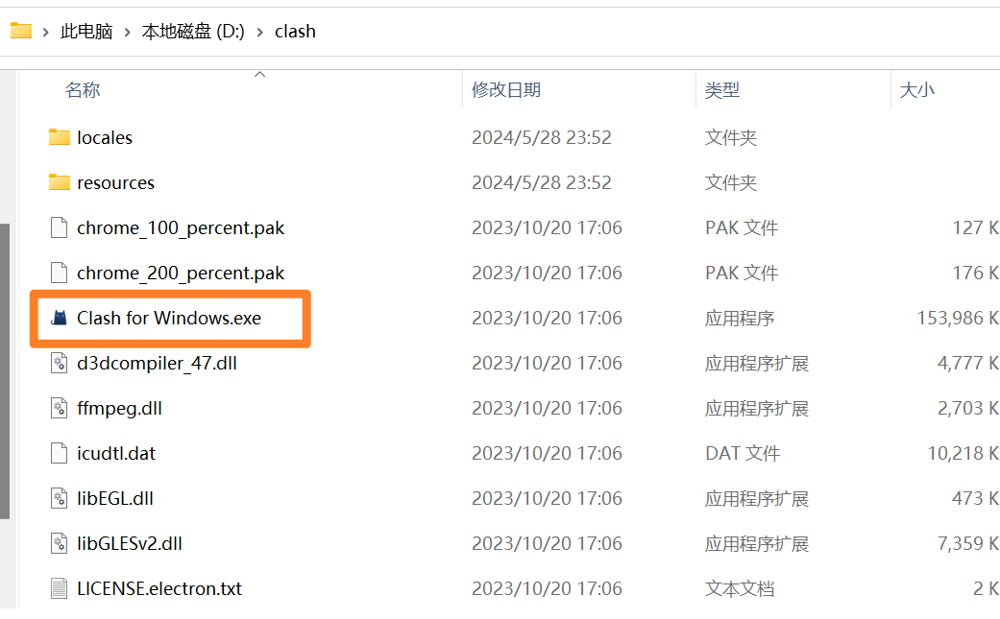 此电脑 > 本地磁盘 (D:) > clash
名称 修改日期 类型 大小
locales 2024/5/28 23:52 文件夹
resources 2024/5/28 23:52 文件夹
chrome_100_percent.pak 2023/10/20 17:06 PAK 文件 127 K
chrome_200_percent.pak 2023/10/20 17:06 PAK 文件 176 K
Clash for Windows.exe 2023/10/20 17:06 应用程序 153,986 K
d3dcompiler_47.dll 2023/10/20 17:06 应用程序扩展 4,777 K
ffmpeg.dll 2023/10/20 17:06 应用程序扩展 2,703 K
icudtl.dat 2023/10/20 17:06 DAT 文件 10,218 K
libEGL.dll 2023/10/20 17:06 应用程序扩展 473 K
libGLESv2.dll 2023/10/20 17:06 应用程序扩展 7,359 K
LICENSE.electron.txt 2023/10/20 17:06 文本文档 2 K